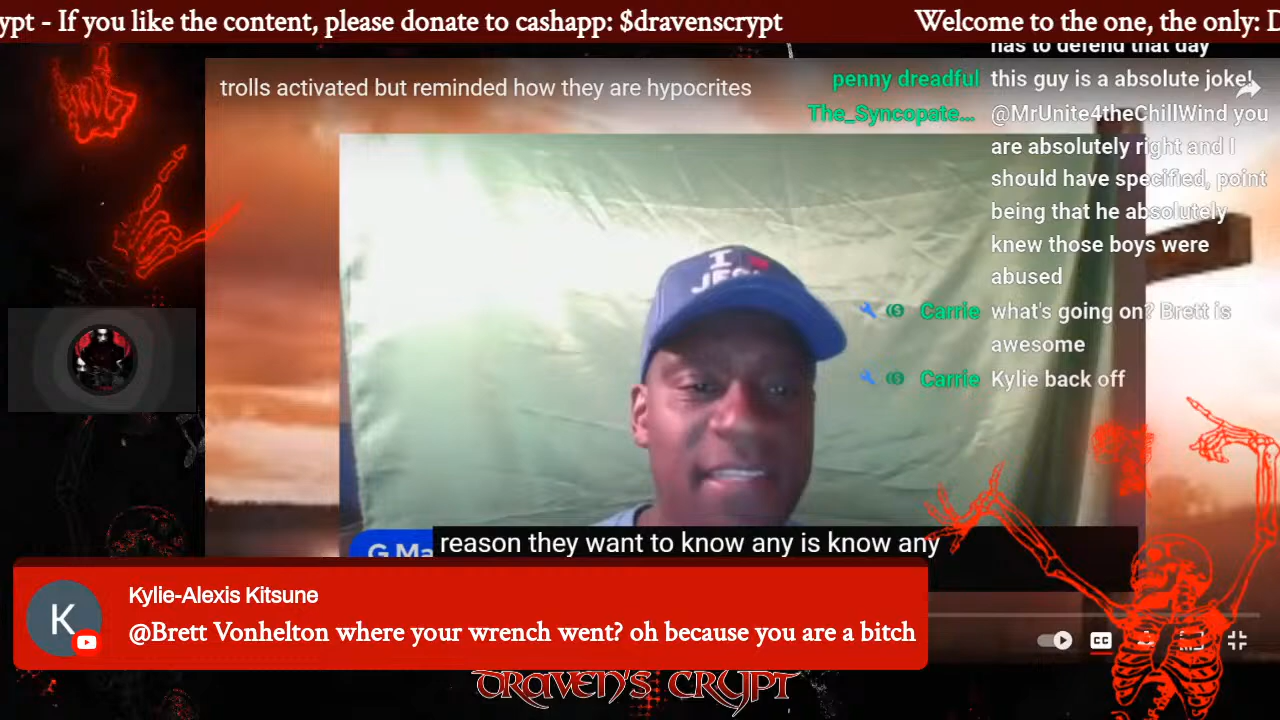 ypt - If you like the content, please donate to cashapp: $dravenscrypt
Welcome to the one, the only: D
has to defend that day
trolls activated but reminded how they are hypocrites
penny dreadful this guy is a absolute joke!
The_Syncopate... @MrUnite4theChillWind you
are absolutely right and I
should have specified, point
being that he absolutely
knew those boys were
abused
Carrie what's going on? Brett is
awesome
Carrie Kylie back off
I
G Ma
reason they want to know any is know any
K
Kylie-Alexis Kitsune
@Brett Vonhelton where your wrench went? oh because you are a bitch
CC
DRAVEN'S CRYPT